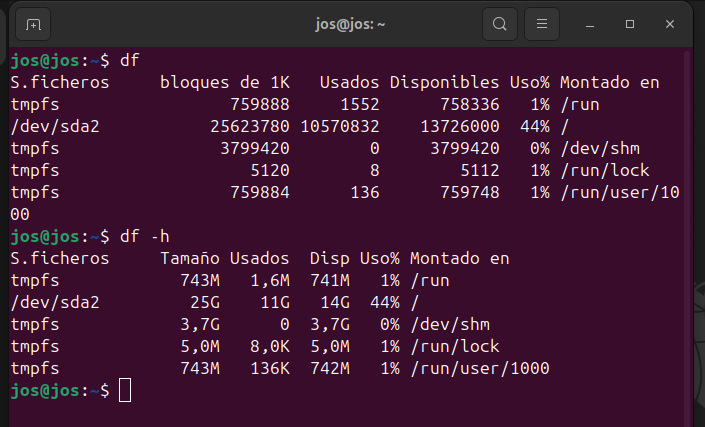 jos@jos: ~
jos@jos:~$ df
S.ficheros     bloques de 1K   Usados Disponibles Uso% Montado en
tmpfs                 759888     1552      758336   1% /run
/dev/sda2           25623780 10570832    13726000  44% /
tmpfs                3799420        0     3799420   0% /dev/shm
tmpfs                   5120        8        5112   1% /run/lock
tmpfs                 759884      136      759748   1% /run/user/10
00
jos@jos:~$ df -h
S.ficheros     Tamaño Usados  Disp Uso% Montado en
tmpfs            743M   1,6M  741M   1% /run
/dev/sda2         25G    11G   14G  44% /
tmpfs            3,7G      0  3,7G   0% /dev/shm
tmpfs            5,0M   8,0K  5,0M   1% /run/lock
tmpfs            743M   136K  742M   1% /run/user/1000
jos@jos:~$